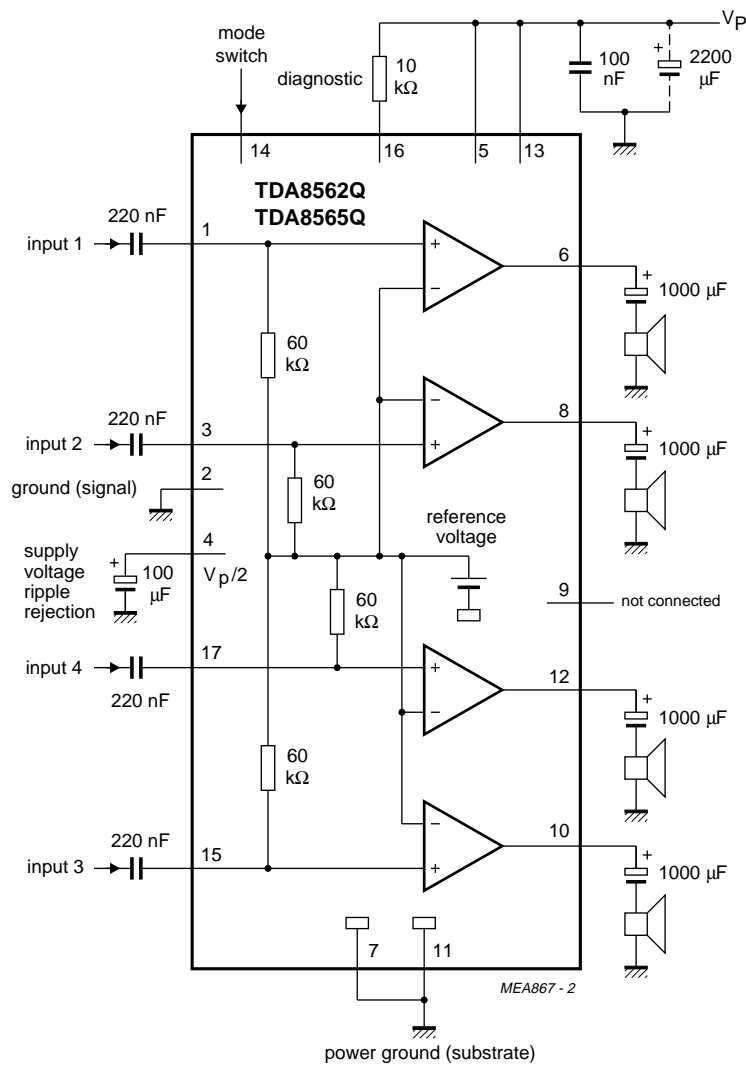 mode
switch
diagnostic
10
kΩ
100
nF
+
2200
µF
VP
14
16
5
13
TDA8562Q
TDA8565Q
input 1
220 nF
1
+
−
6
+
1000 µF
60
kΩ
input 2
220 nF
3
−
+
8
+
1000 µF
2
ground (signal)
60
kΩ
reference
voltage
4
Vp/2
supply
voltage
ripple
rejection
+
100
µF
60
kΩ
9
not connected
input 4
220 nF
17
+
−
12
+
1000 µF
60
kΩ
input 3
220 nF
15
−
+
10
+
1000 µF
7
11
MEA867 - 2
power ground (substrate)